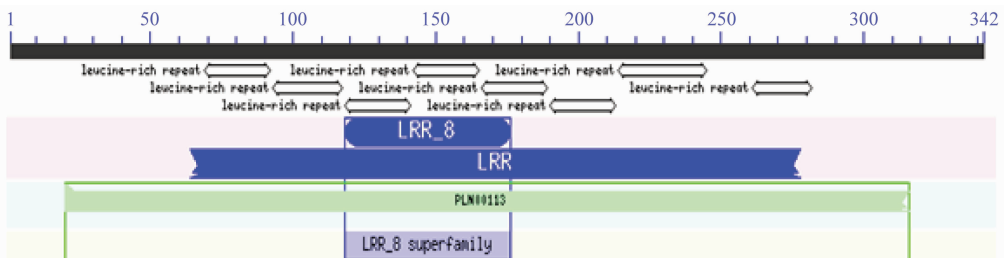 1 50 100 150 200 250 300 342
leucine-rich repeat leucine-rich repeat leucine-rich repeat
leucine-rich repeat leucine-rich repeat leucine-rich repeat
leucine-rich repeat leucine-rich repeat
LRR_8
LRR
PLN00113
LRR_8 superfamily